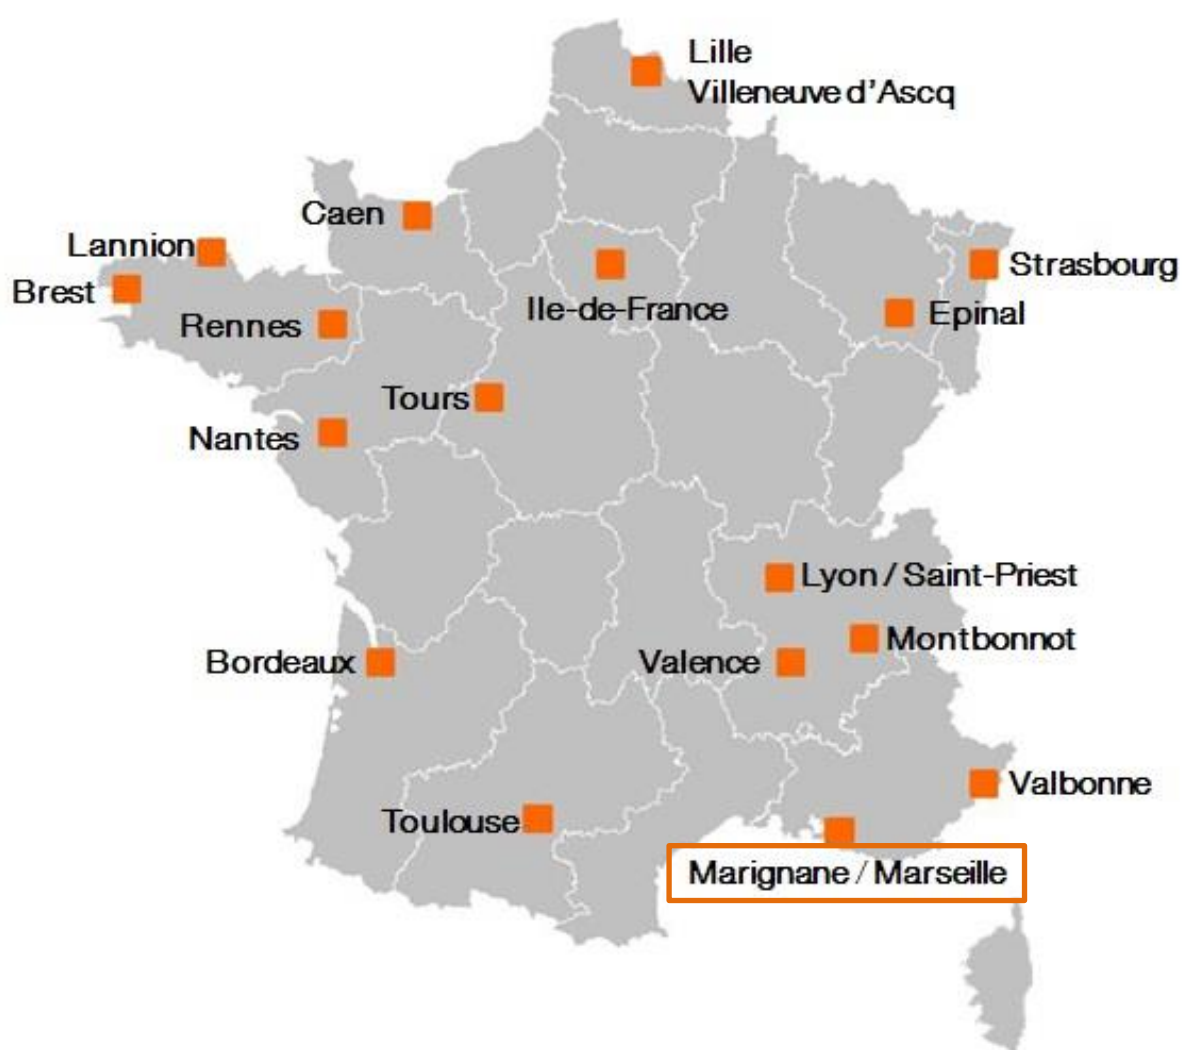 Lille
Villeneuve d'Ascq
Caen
Lannion
Strasbourg
Brest
Ile-de-France
Epinal
Rennes
Tours
Nantes
Lyon / Saint-Priest
Montbonnot
Bordeaux
Valence
Valbonne
Toulouse
Marignane / Marseille